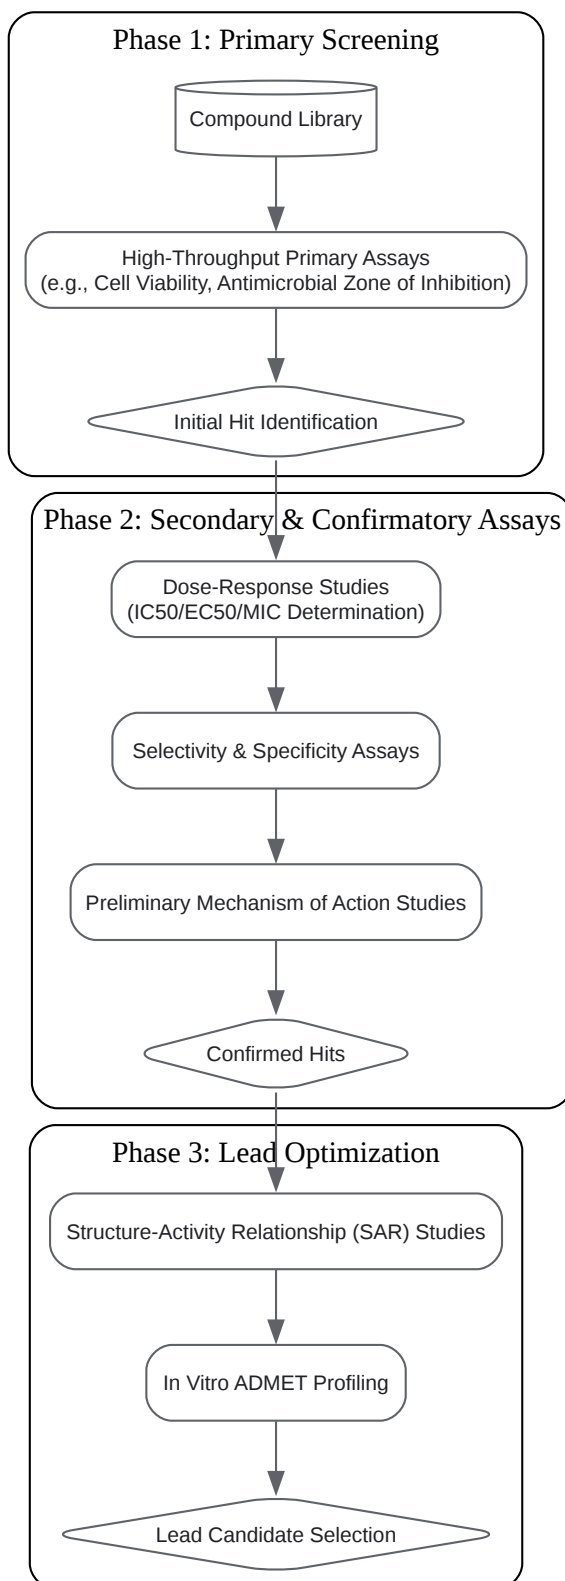 Phase 1: Primary Screening
Compound Library
High-Throughput Primary Assays
(e.g., Cell Viability, Antimicrobial Zone of Inhibition)
Initial Hit Identification
Phase 2: Secondary & Confirmatory Assays
Dose-Response Studies
(IC50/EC50/MIC Determination)
Selectivity & Specificity Assays
Preliminary Mechanism of Action Studies
Confirmed Hits
Phase 3: Lead Optimization
Structure-Activity Relationship (SAR) Studies
In Vitro ADMET Profiling
Lead Candidate Selection